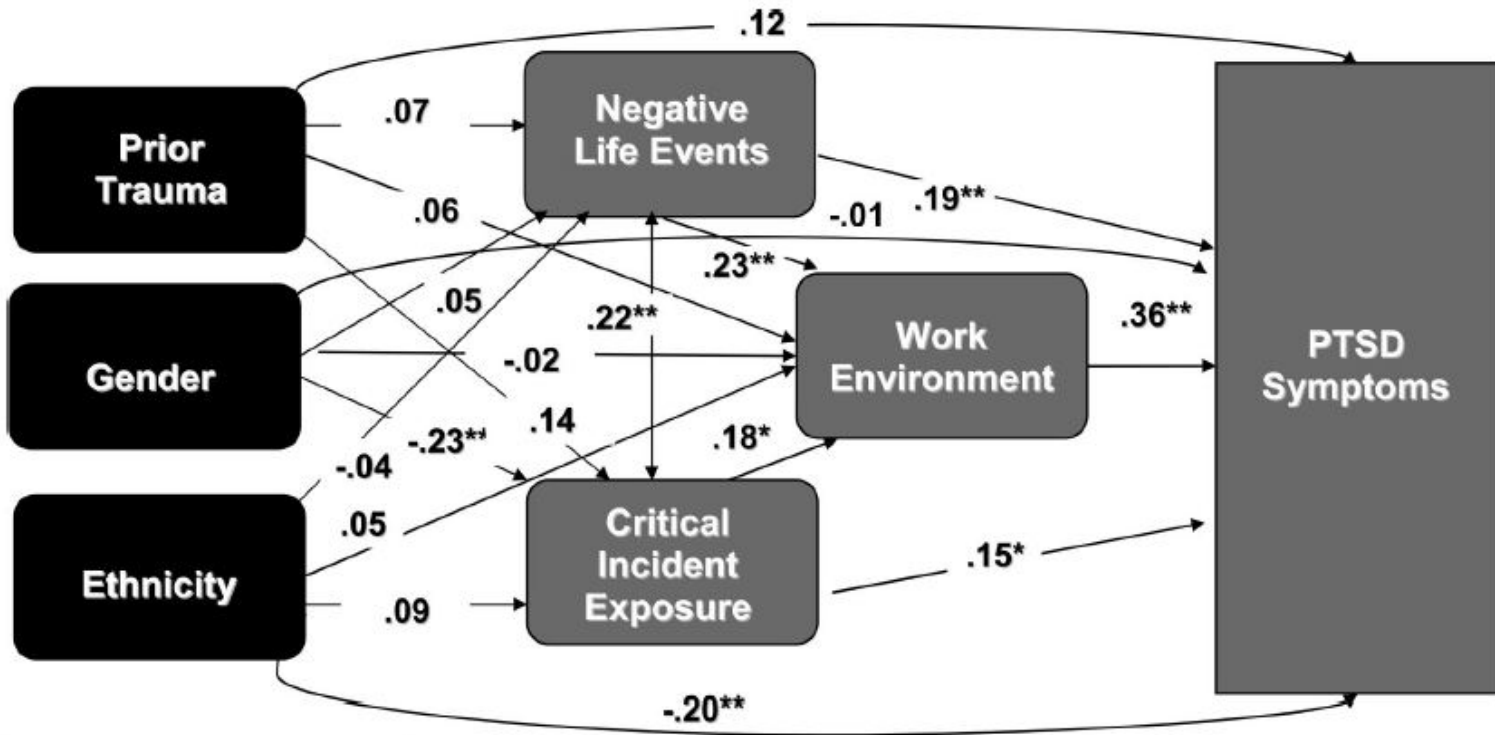 .12
Prior
Trauma
.07
Negative
Life Events
.06
-.01
.19**
.23**
.05
.22**
Gender
-.02
Work
Environment
.36**
PTSD
Symptoms
-.23**
.14
.18*
-.04
.05
Ethnicity
.09
Critical
Incident
Exposure
.15*
-.20**